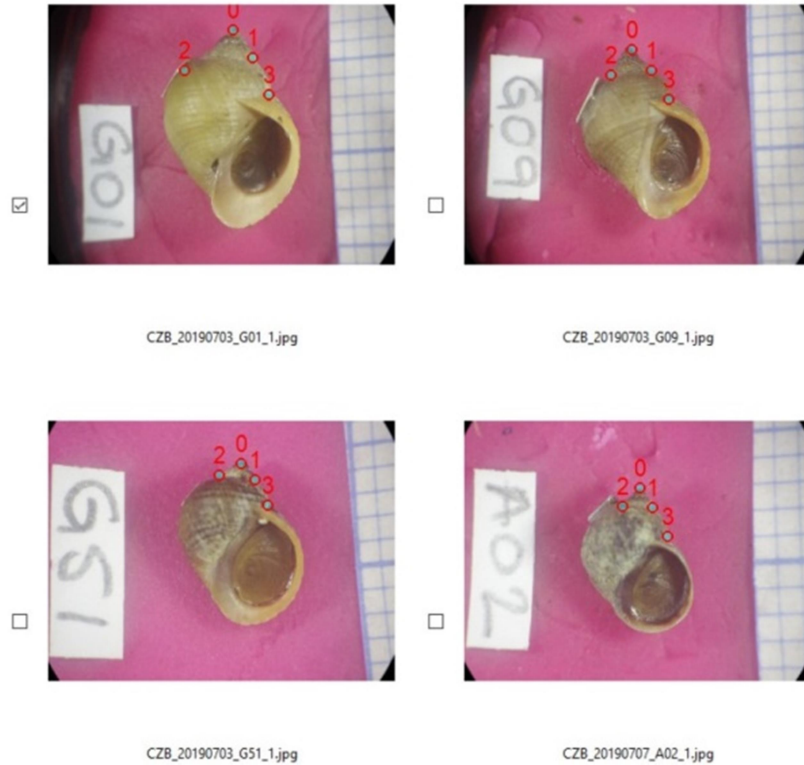 0
1
2
3
G01
CZB_20190703_G01_1.jpg
0
1
2
3
G09
CZB_20190703_G09_1.jpg
0
1
2
3
G51
CZB_20190703_G51_1.jpg
0
1
2
3
A02
CZB_20190707_A02_1.jpg